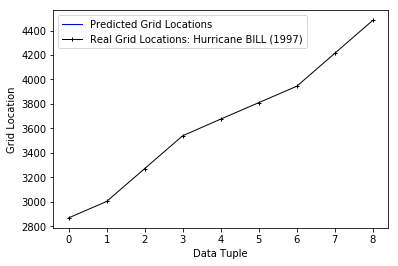 Predicted Grid Locations
Real Grid Locations: Hurricane BILL (1997)
4400
4200
4000
3800
3600
3400
3200
3000
2800
Grid Location
0 1 2 3 4 5 6 7 8
Data Tuple